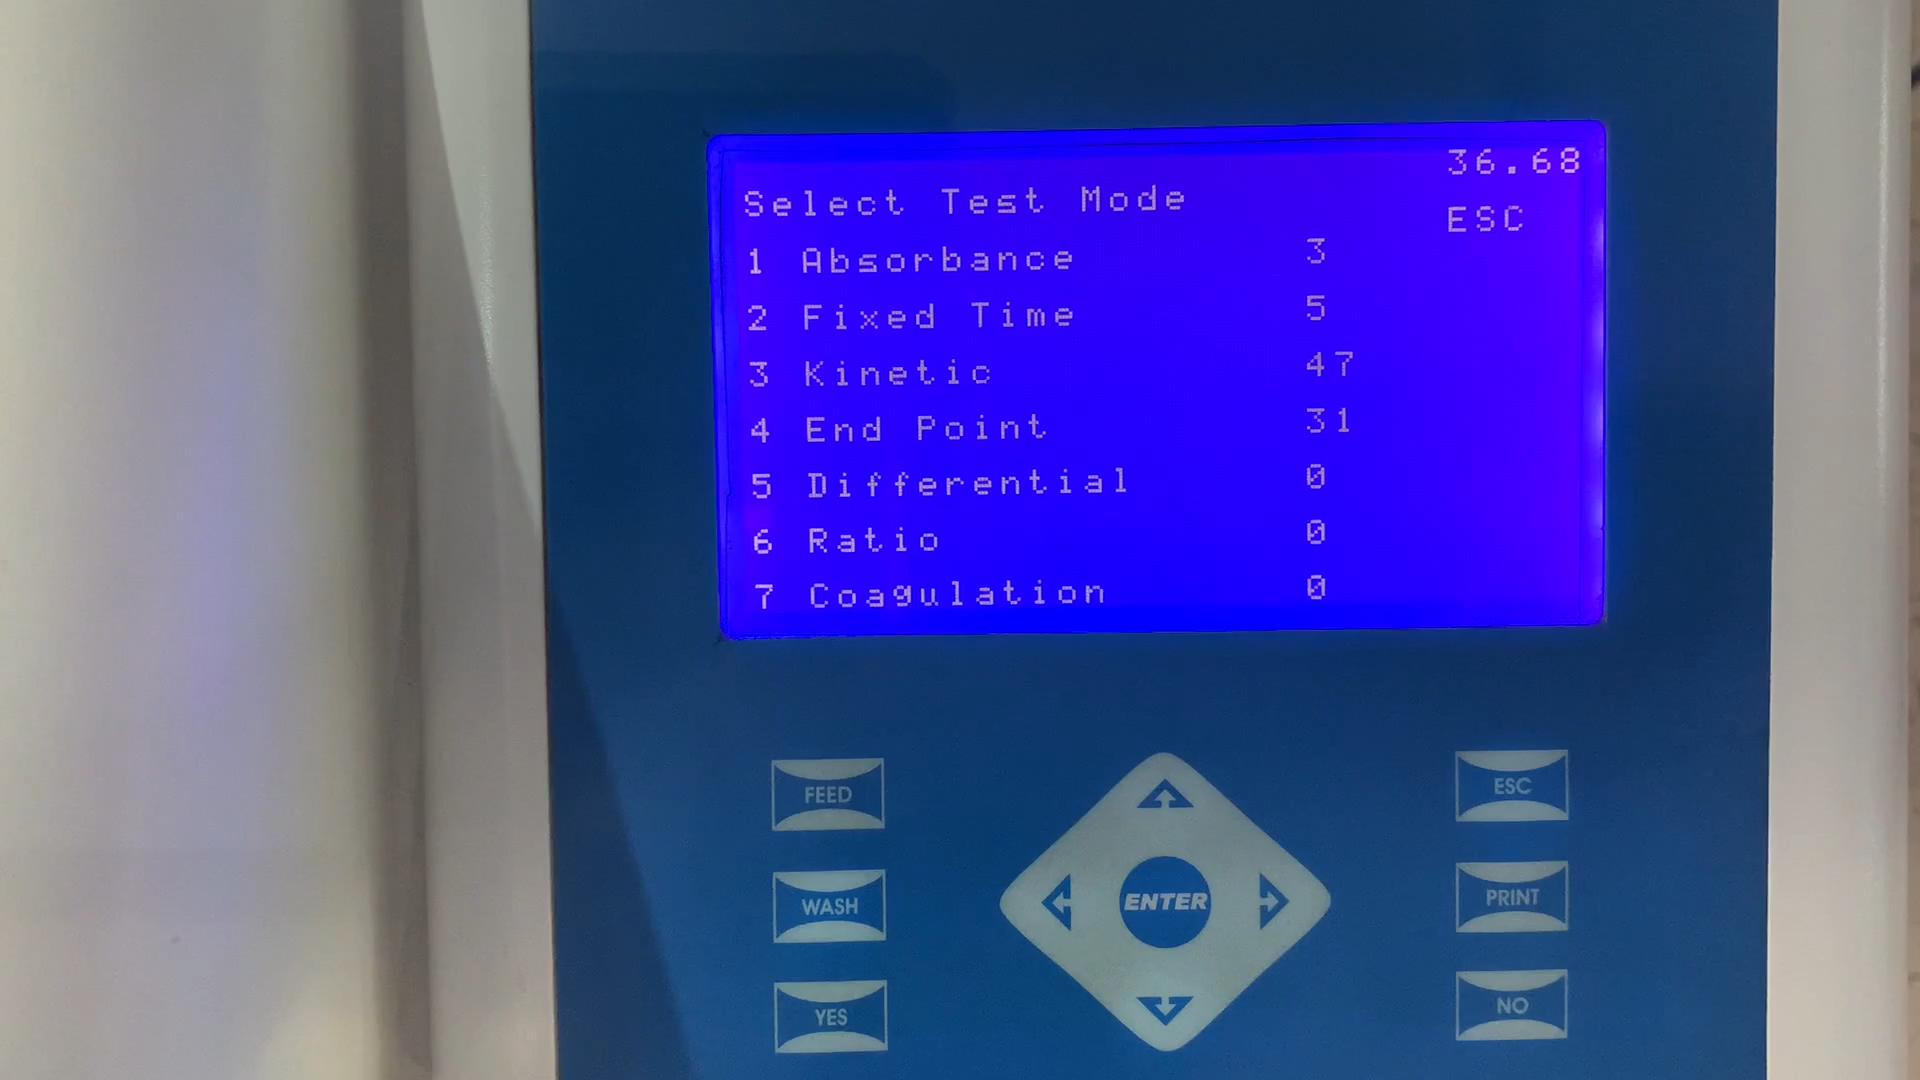 36.68
Select Test Mode ESC
1 Absorbance 3
2 Fixed Time 5
3 Kinetic 47
4 End Point 31
5 Differential 0
6 Ratio 0
7 Coagulation 0
FEED ESC
WASH ENTER PRINT
YES NO